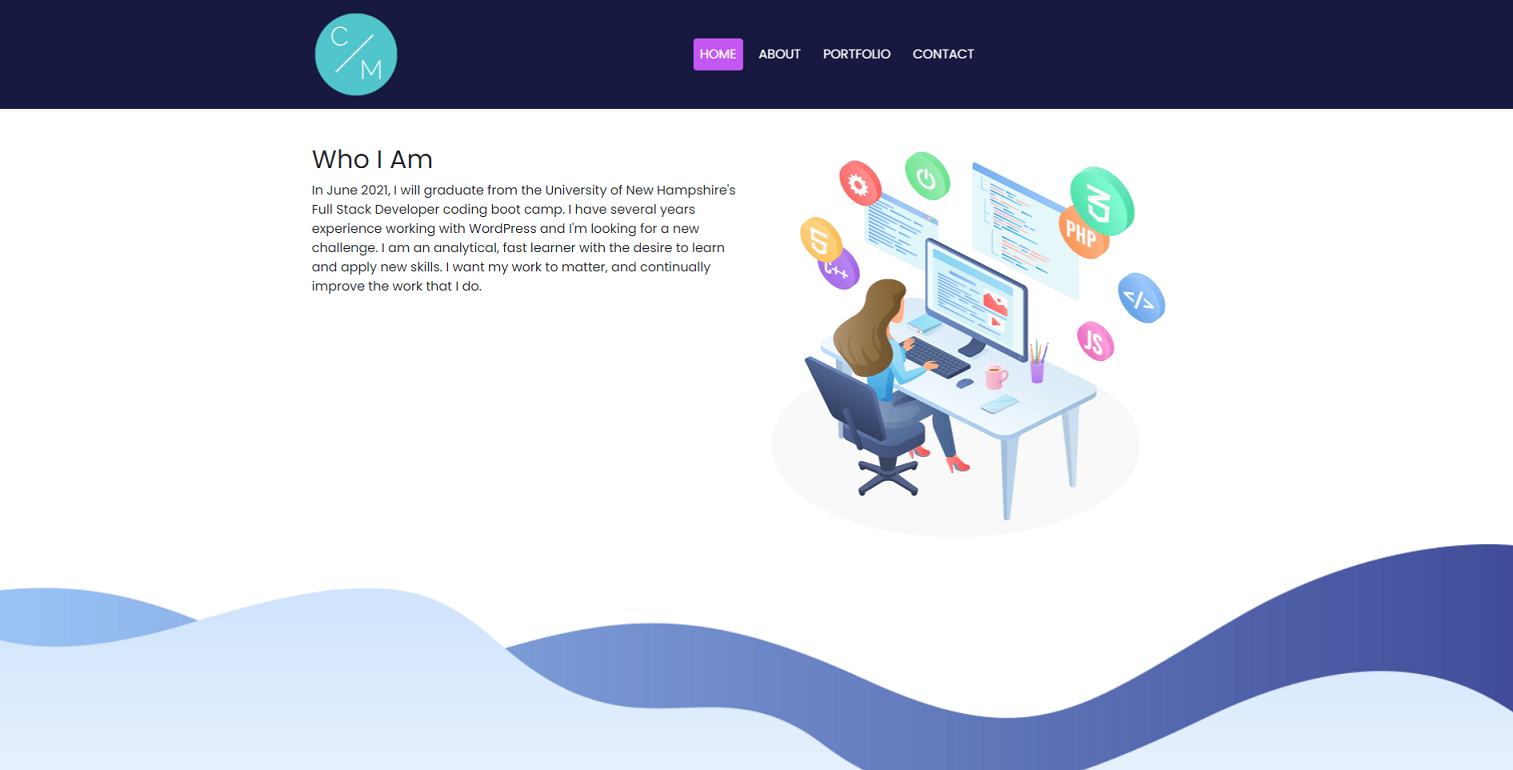 C
M
HOME ABOUT PORTFOLIO CONTACT
Who I Am
In June 2021, I will graduate from the University of New Hampshire's
Full Stack Developer coding boot camp. I have several years
experience working with WordPress and I'm looking for a new
challenge. I am an analytical, fast learner with the desire to learn
and apply new skills. I want my work to matter, and continually
improve the work that I do.
PHP
5
C++
</>
JS